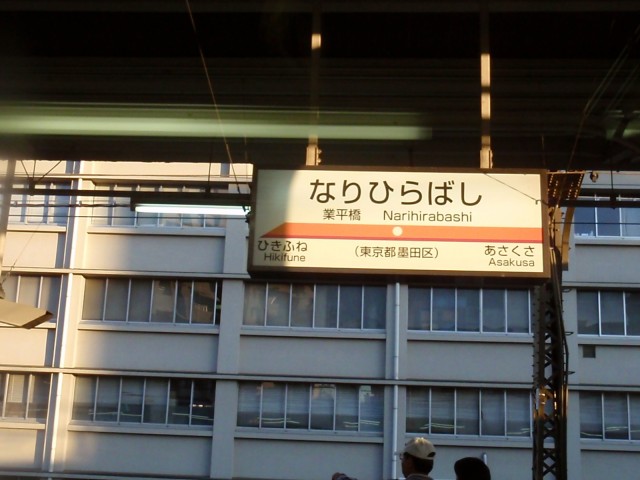 なりひらばし
業平橋 Narihirabashi
ひきふね あさくさ
Hikifune (東京都墨田区) Asakusa